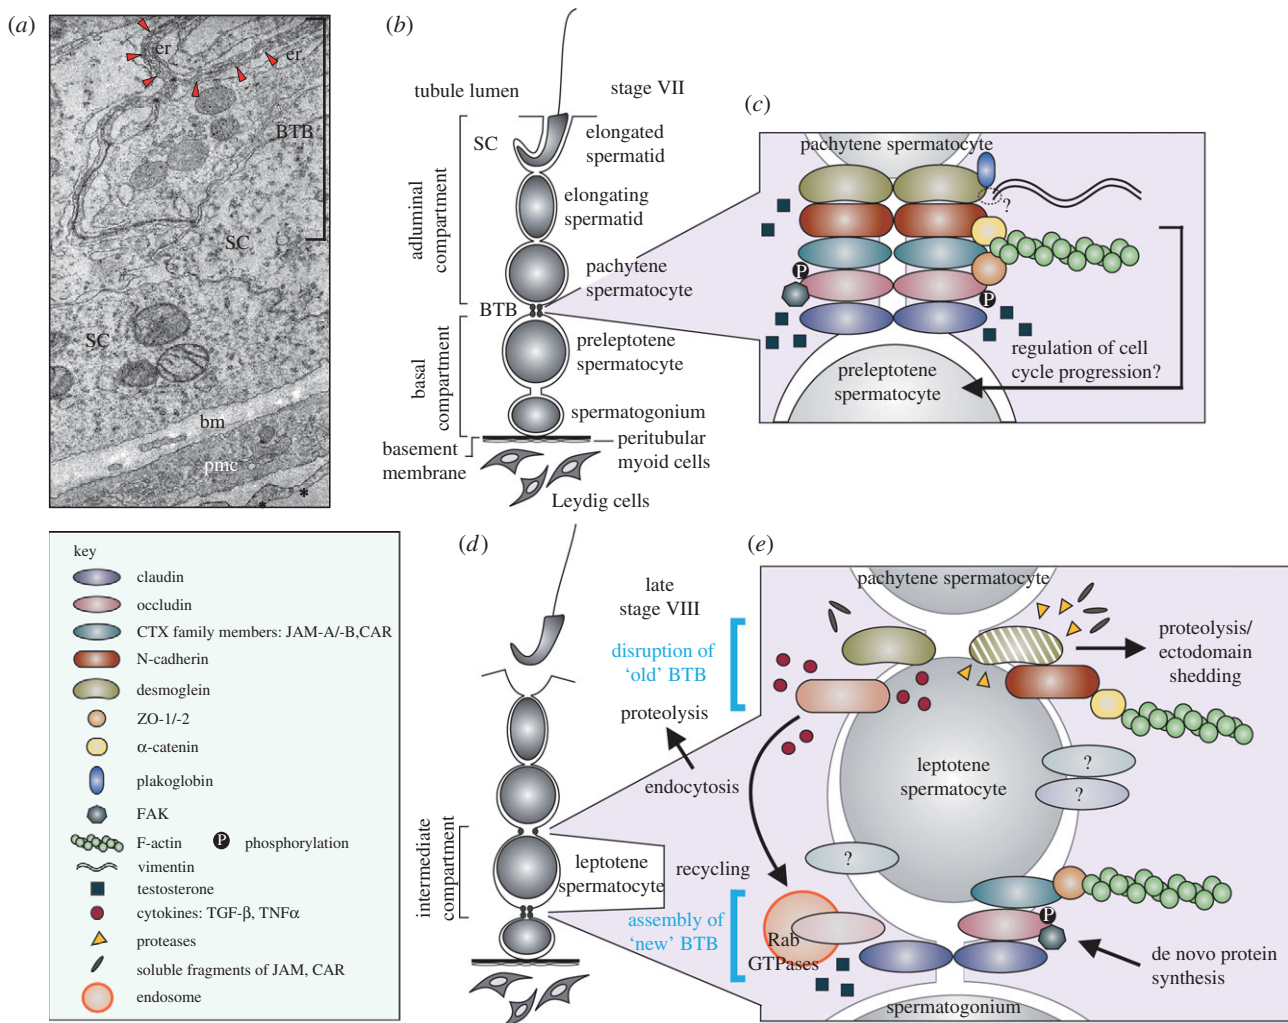 (a)
er
er
BTB
SC
SC
bm
pmc
*
*
(b)
tubule lumen
stage VII
SC
elongated
spermatid
adluminal
compartment
elongating
spermatid
pachytene
spermatocyte
BTB
basal
compartment
preleptotene
spermatocyte
spermatogonium
basement
membrane
peritubular
myoid cells
Leydig cells
(c)
pachytene spermatocyte
?
P
P
regulation of cell
cycle progression?
preleptotene
spermatocyte
key
claudin
occludin
CTX family members: JAM-A/-B,CAR
N-cadherin
desmoglein
ZO-1/-2
α-catenin
plakoglobin
FAK
F-actin
P phosphorylation
vimentin
testosterone
cytokines: TGF-β, TNFα
proteases
soluble fragments of JAM, CAR
endosome
(d)
late
stage VIII
disruption of
‘old’ BTB
proteolysis
endocytosis
intermediate
compartment
leptotene
spermatocyte
recycling
assembly of
‘new’ BTB
(e)
pachytene spermatocyte
proteolysis/
ectodomain
shedding
leptotene
spermatocyte
?
?
?
Rab
GTPases
P
de novo protein
synthesis
spermatogonium